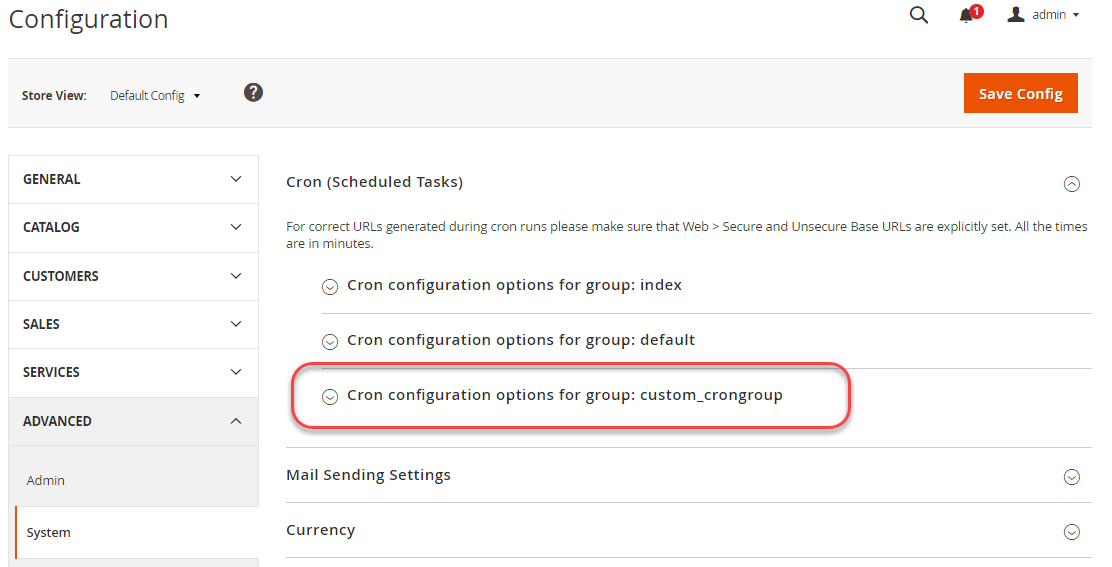 Configuration
1
admin
Store View:
Default Config
?
Save Config
GENERAL
CATALOG
CUSTOMERS
SALES
SERVICES
ADVANCED
Admin
System
Cron (Scheduled Tasks)
For correct URLs generated during cron runs please make sure that Web > Secure and Unsecure Base URLs are explicitly set. All the times
are in minutes.
Cron configuration options for group: index
Cron configuration options for group: default
Cron configuration options for group: custom_crongroup
Mail Sending Settings
Currency